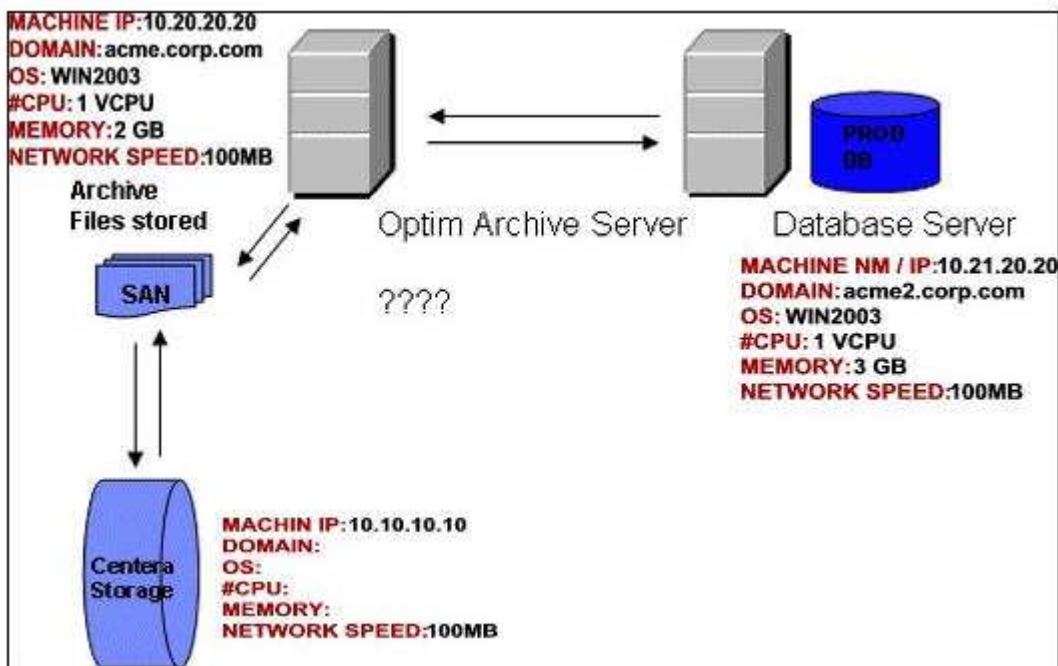 MACHINE IP:10.20.20.20
DOMAIN: acme.corp.com
OS: WIN2003
#CPU: 1 VCPU
MEMORY: 2 GB
NETWORK SPEED:100MB
Archive
Files stored
SAN
Optim Archive Server
????
PROD
DB
Database Server
MACHINE NM / IP:10.21.20.20
DOMAIN: acme2.corp.com
OS: WIN2003
#CPU: 1 VCPU
MEMORY: 3 GB
NETWORK SPEED:100MB
Centera
Storage
MACHIN IP:10.10.10.10
DOMAIN:
OS:
#CPU:
MEMORY:
NETWORK SPEED:100MB